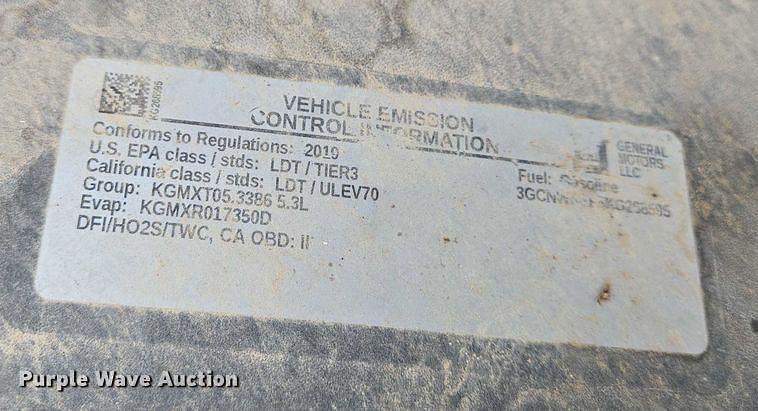 VEHICLE EMISSION
CONTROL INFORMATION
Conforms to Regulations: 2019
U.S. EPA class / stds: LDT / TIER3
California class / stds: LDT / ULEV70
Group: KGMXT05.3386 5.3L
Evap: KGMXR017350D
DFI/HO2S/TWC, CA OBD: II
GENERAL
MOTORS
LLC
Fuel: Gasoline
Purple Wave Auction